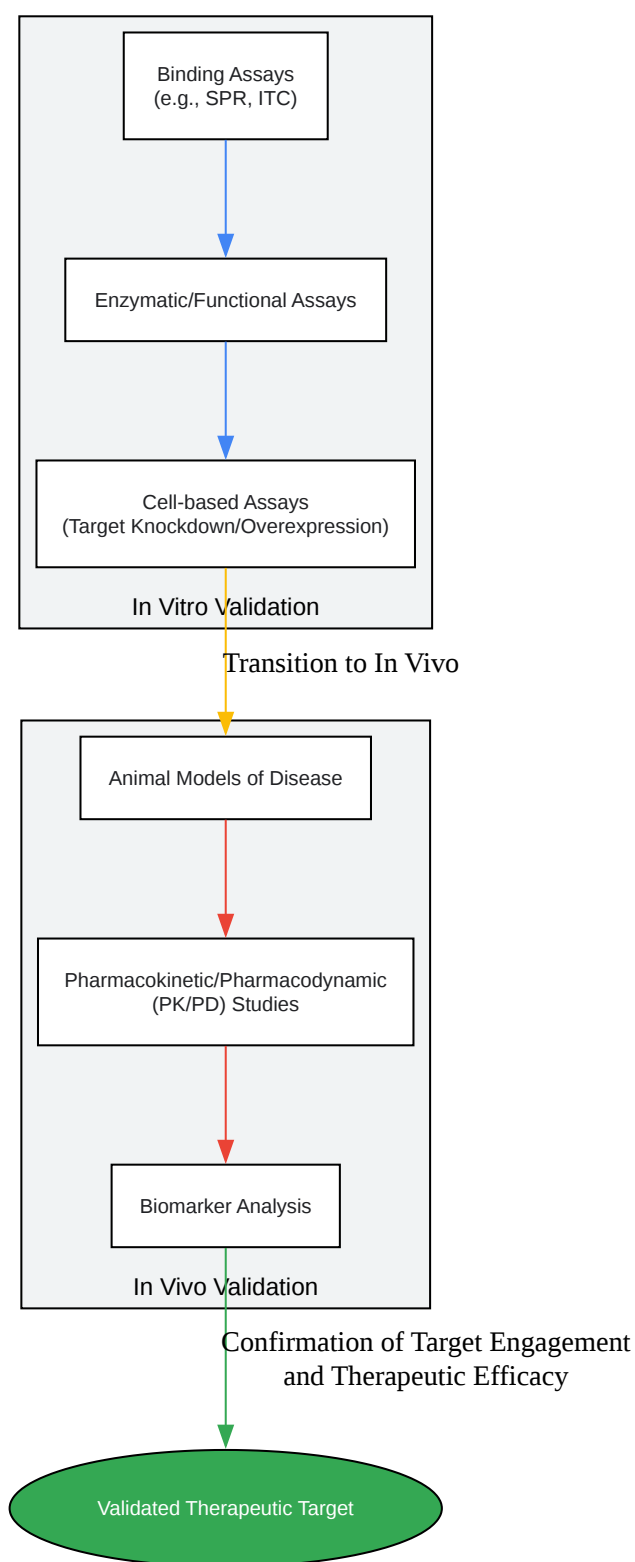 Binding Assays
(e.g., SPR, ITC)
Enzymatic/Functional Assays
Cell-based Assays
(Target Knockdown/Overexpression)
In Vitro Validation
Transition to In Vivo
Animal Models of Disease
Pharmacokinetic/Pharmacodynamic
(PK/PD) Studies
Biomarker Analysis
In Vivo Validation
Confirmation of Target Engagement
and Therapeutic Efficacy
Validated Therapeutic Target